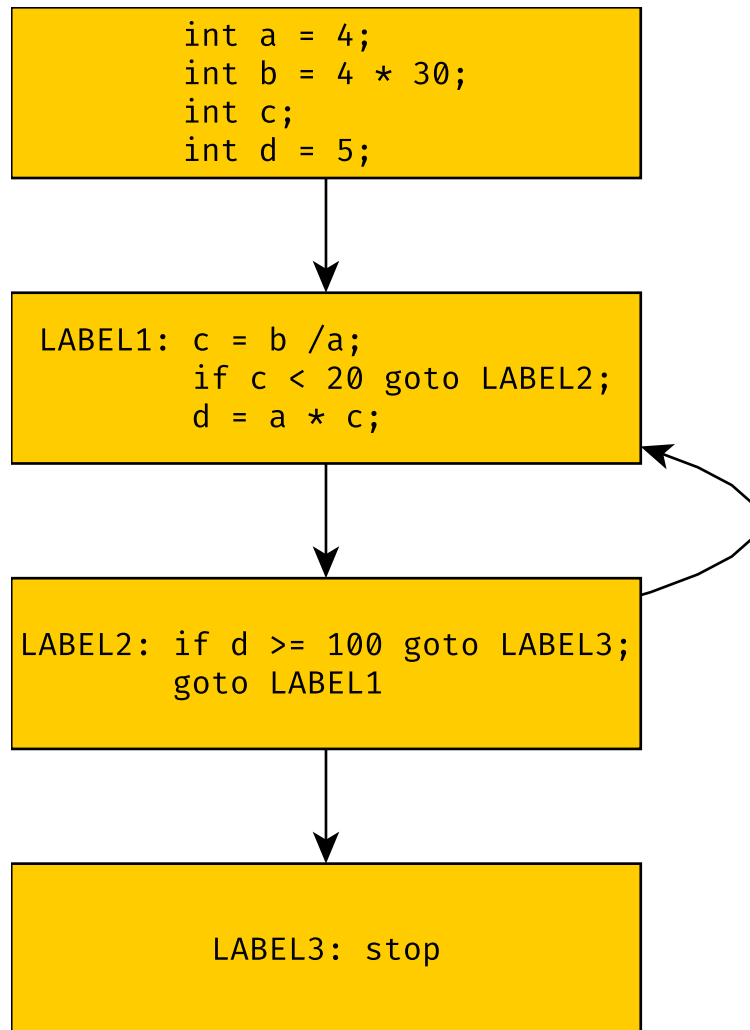 int a = 4;
int b = 4 * 30;
int c;
int d = 5;
LABEL1: c = b /a;
if c < 20 goto LABEL2;
d = a * c;
LABEL2: if d >= 100 goto LABEL3;
goto LABEL1
LABEL3: stop